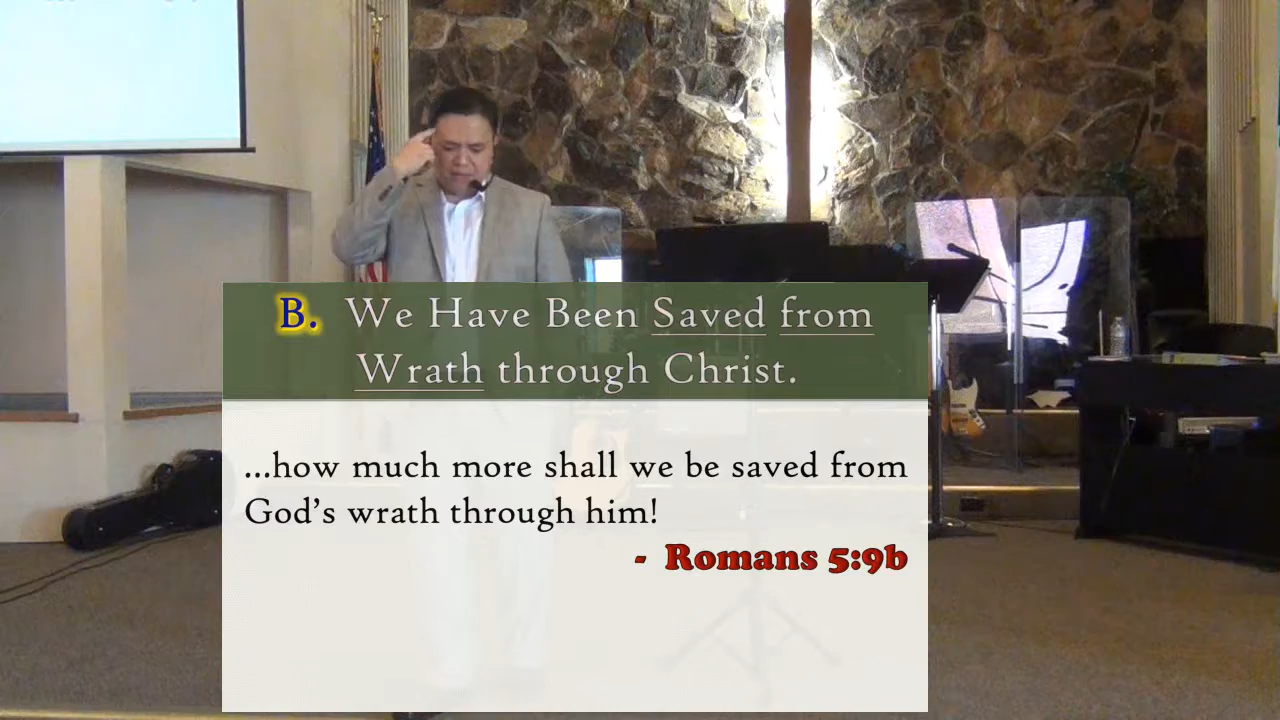 B. We Have Been Saved from
Wrath through Christ.
...how much more shall we be saved from
God's wrath through him!
- Romans 5:9b